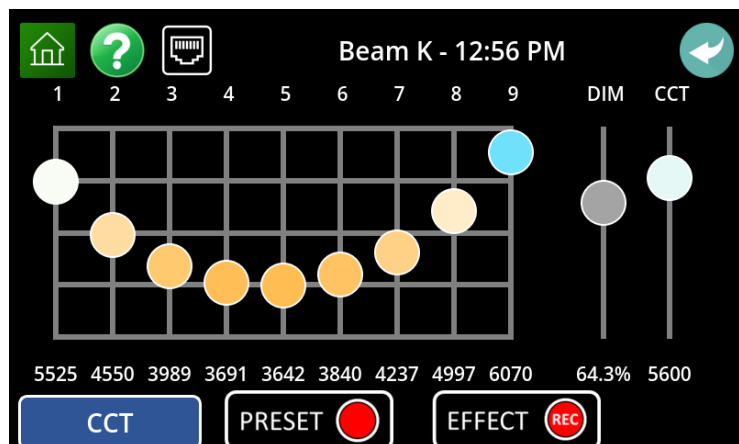 ?
Beam K - 12:56 PM
1 2 3 4 5 6 7 8 9 DIM CCT
5525 4550 3989 3691 3642 3840 4237 4997 6070 64.3% 5600
CCT PRESET EFFECT REC